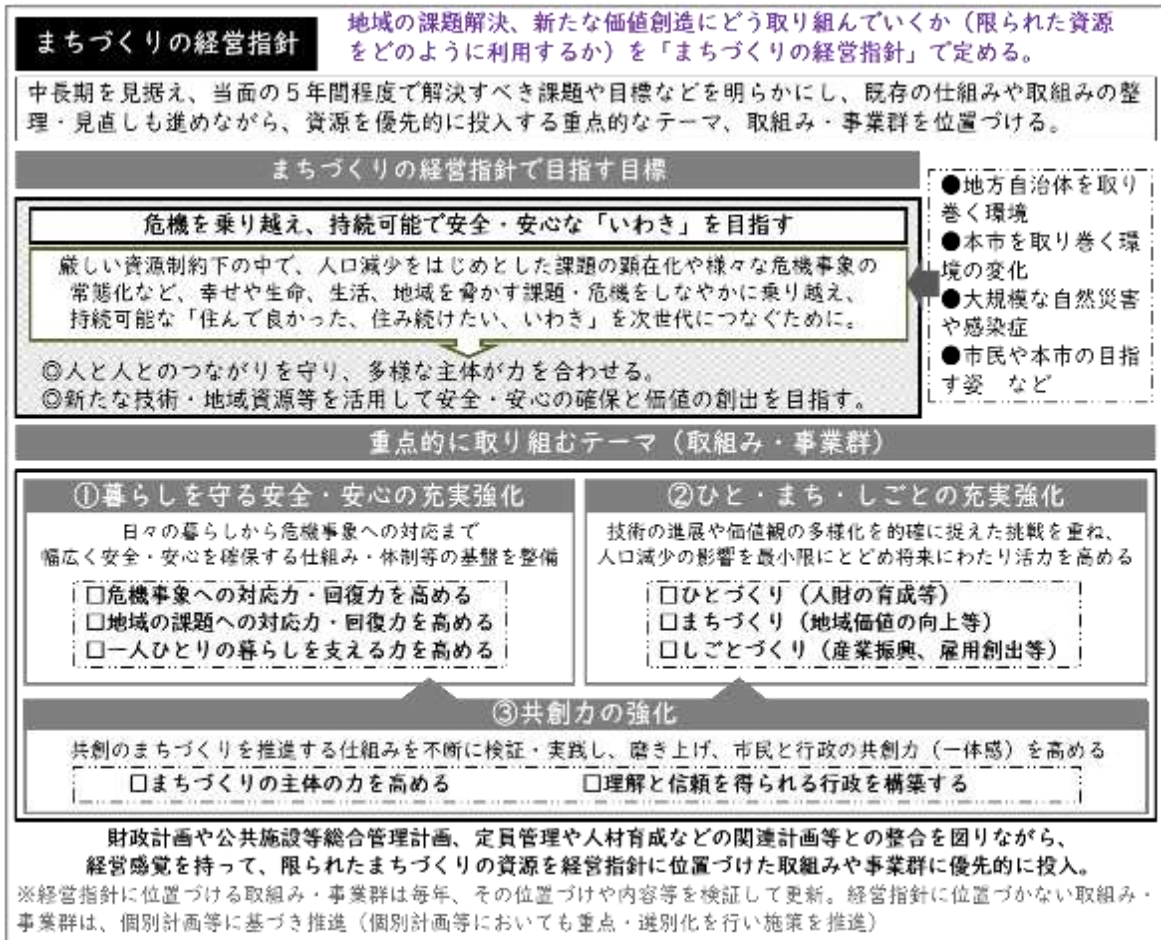 まちづくりの経営指針
地域の課題解決、新たな価値創造にどう取り組んでいくか(限られた資源
をどのように利用するか)を「まちづくりの経営指針」で定める。
中長期を見据え、当面の5年間程度で解決すべき課題や目標などを明らかにし、既存の仕組みや取組みの整
理・見直しも進めながら、資源を優先的に投入する重点的なテーマ、取組み・事業群を位置づける。
まちづくりの経営指針で目指す目標
危機を乗り越え、持続可能で安全・安心な「いわき」を目指す
厳しい資源制約下の中で、人口減少をはじめとした課題の顕在化や様々な危機事象の
常態化など、幸せや生命、生活、地域を脅かす課題・危機をしなやかに乗り越え、
持続可能な「住んで良かった、住み続けたい、いわき」を次世代につなぐために。
◎人と人とのつながりを守り、多様な主体が力を合わせる。
◎新たな技術・地域資源等を活用して安全・安心の確保と価値の創出を目指す。
●地方自治体を取り
巻く環境
●本市を取り巻く環
境の変化
●大規模な自然災害
や感染症
●市民や本市の目指
す姿 など
重点的に取り組むテーマ(取組み・事業群)
①暮らしを守る安全・安心の充実強化
日々の暮らしから危機事象への対応まで
幅広く安全・安心を確保する仕組み・体制等の基盤を整備
□危機事象への対応力・回復力を高める
□地域の課題への対応力・回復力を高める
□一人ひとりの暮らしを支える力を高める
②ひと・まち・しごとの充実強化
技術の進展や価値観の多様化を的確に捉えた挑戦を重ね、
人口減少の影響を最小限にとどめ将来にわたり活力を高める
□ひとづくり(人財の育成等)
□まちづくり(地域価値の向上等)
□しごとづくり(産業振興、雇用創出等)
③共創力の強化
共創のまちづくりを推進する仕組みを不断に検証・実践し、磨き上げ、市民と行政の共創力(一体感)を高める
□まちづくりの主体の力を高める □理解と信頼を得られる行政を構築する
財政計画や公共施設等総合管理計画、定員管理や人材育成などの関連計画等との整合を図りながら、
経営感覚を持って、限られたまちづくりの資源を経営指針に位置づけた取組みや事業群に優先的に投入。
※経営指針に位置づける取組み・事業群は毎年、その位置づけや内容等を検証して更新。経営指針に位置づかない取組み・
事業群は、個別計画等に基づき推進(個別計画等においても重点・選別化を行い施策を推進)